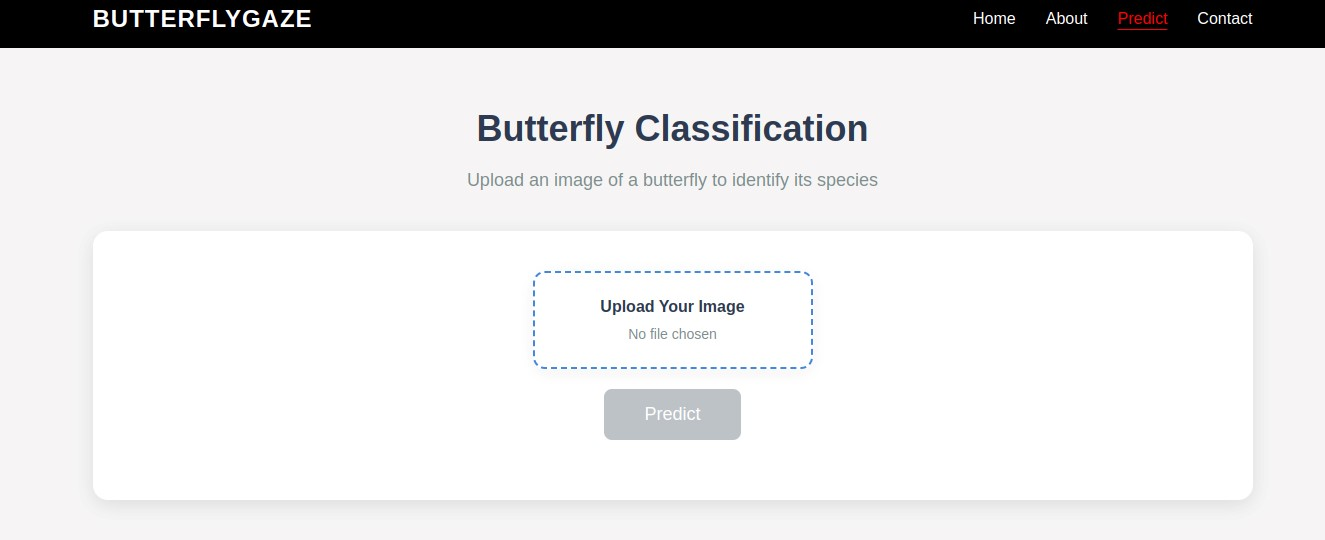 BUTTERFLYGAZE
Home About Predict Contact
Butterfly Classification
Upload an image of a butterfly to identify its species
Upload Your Image
No file chosen
Predict